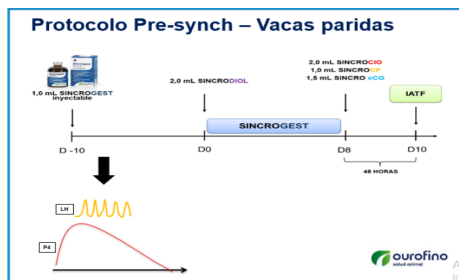 Protocolo Pre-synch – Vacas paridas
1,0 mL SINCROGEST
inyectable
2,0 mL SINCRODIOL
2,0 mL SINCROCIO
1,0 mL SINCROCP
1,5 mL SINCRO eCG
IATF
SINCROGEST
D -10
D0
D8
D10
48 HORAS
LH
P4
ourofino
salud animal